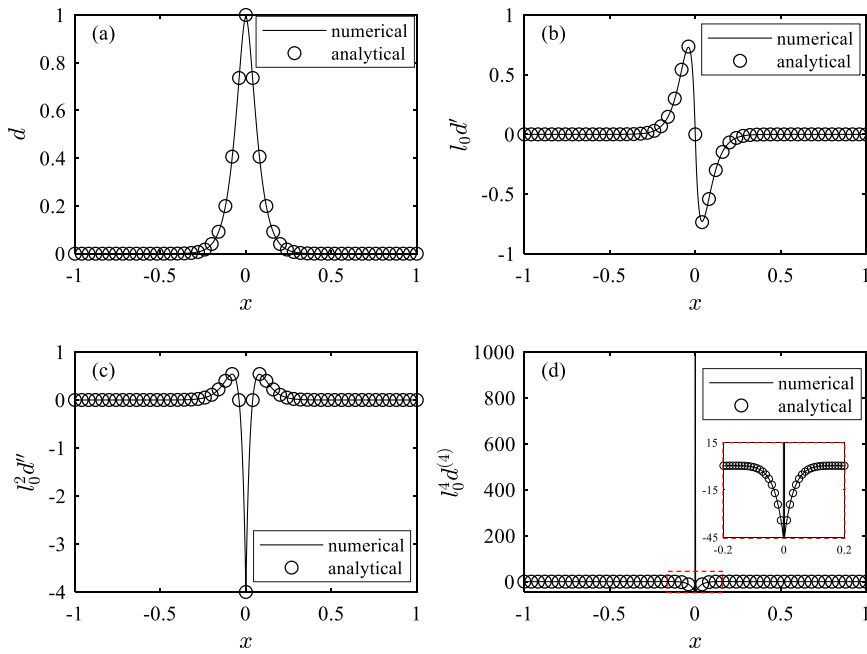 (a)
numerical
analytical
1
0.8
0.6
0.4
0.2
0
d
-1
-0.5
0
0.5
1
x
(b)
numerical
analytical
1
0.5
0
-0.5
-1
l₀d′
-1
-0.5
0
0.5
1
x
(c)
numerical
analytical
1
0
-1
-2
-3
-4
l₀²d″
-1
-0.5
0
0.5
1
x
(d)
numerical
analytical
1000
800
600
400
200
0
l₀⁴d⁽⁴⁾
15
-15
-45
-0.2
0
0.2
-1
-0.5
0
0.5
1
x